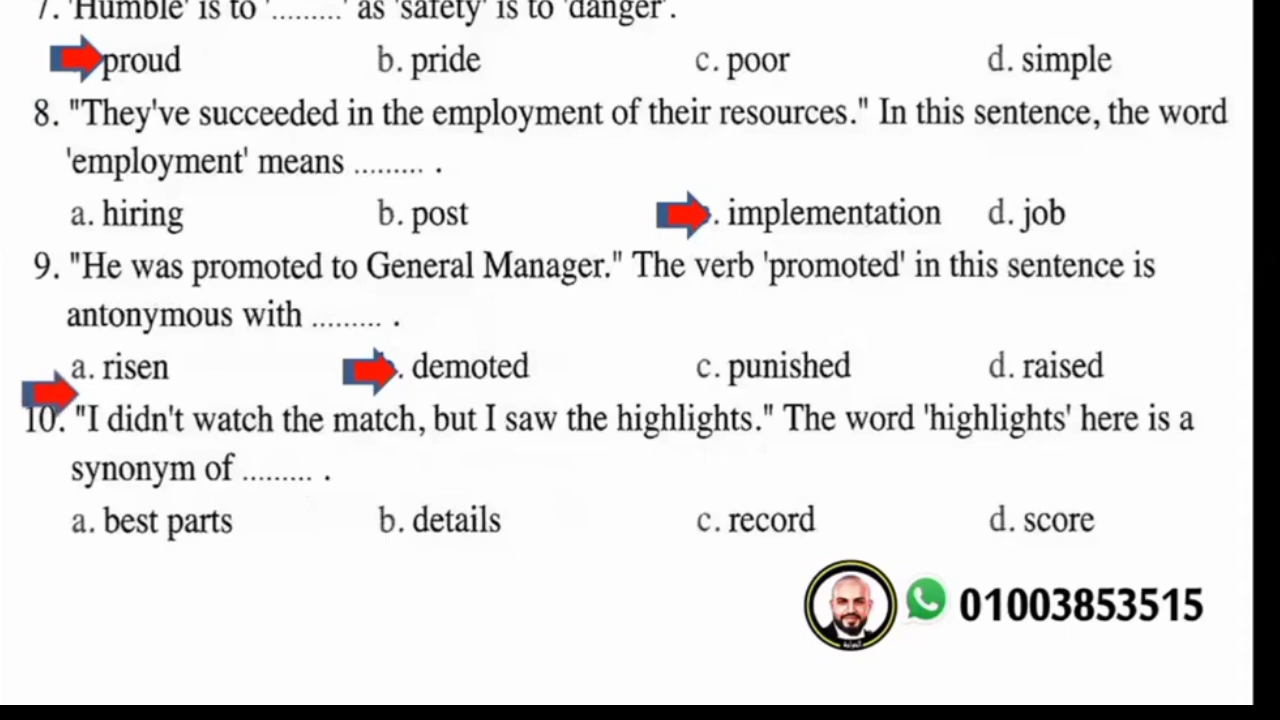 7. 'Humble' is to '.........' as 'safety' is to 'danger'.
proud b. pride c. poor d. simple
8. "They've succeeded in the employment of their resources." In this sentence, the word
'employment' means ......... .
a. hiring b. post . implementation d. job
9. "He was promoted to General Manager." The verb 'promoted' in this sentence is
antonymous with ......... .
a. risen . demoted c. punished d. raised
10. "I didn't watch the match, but I saw the highlights." The word 'highlights' here is a
synonym of ......... .
a. best parts b. details c. record d. score
01003853515